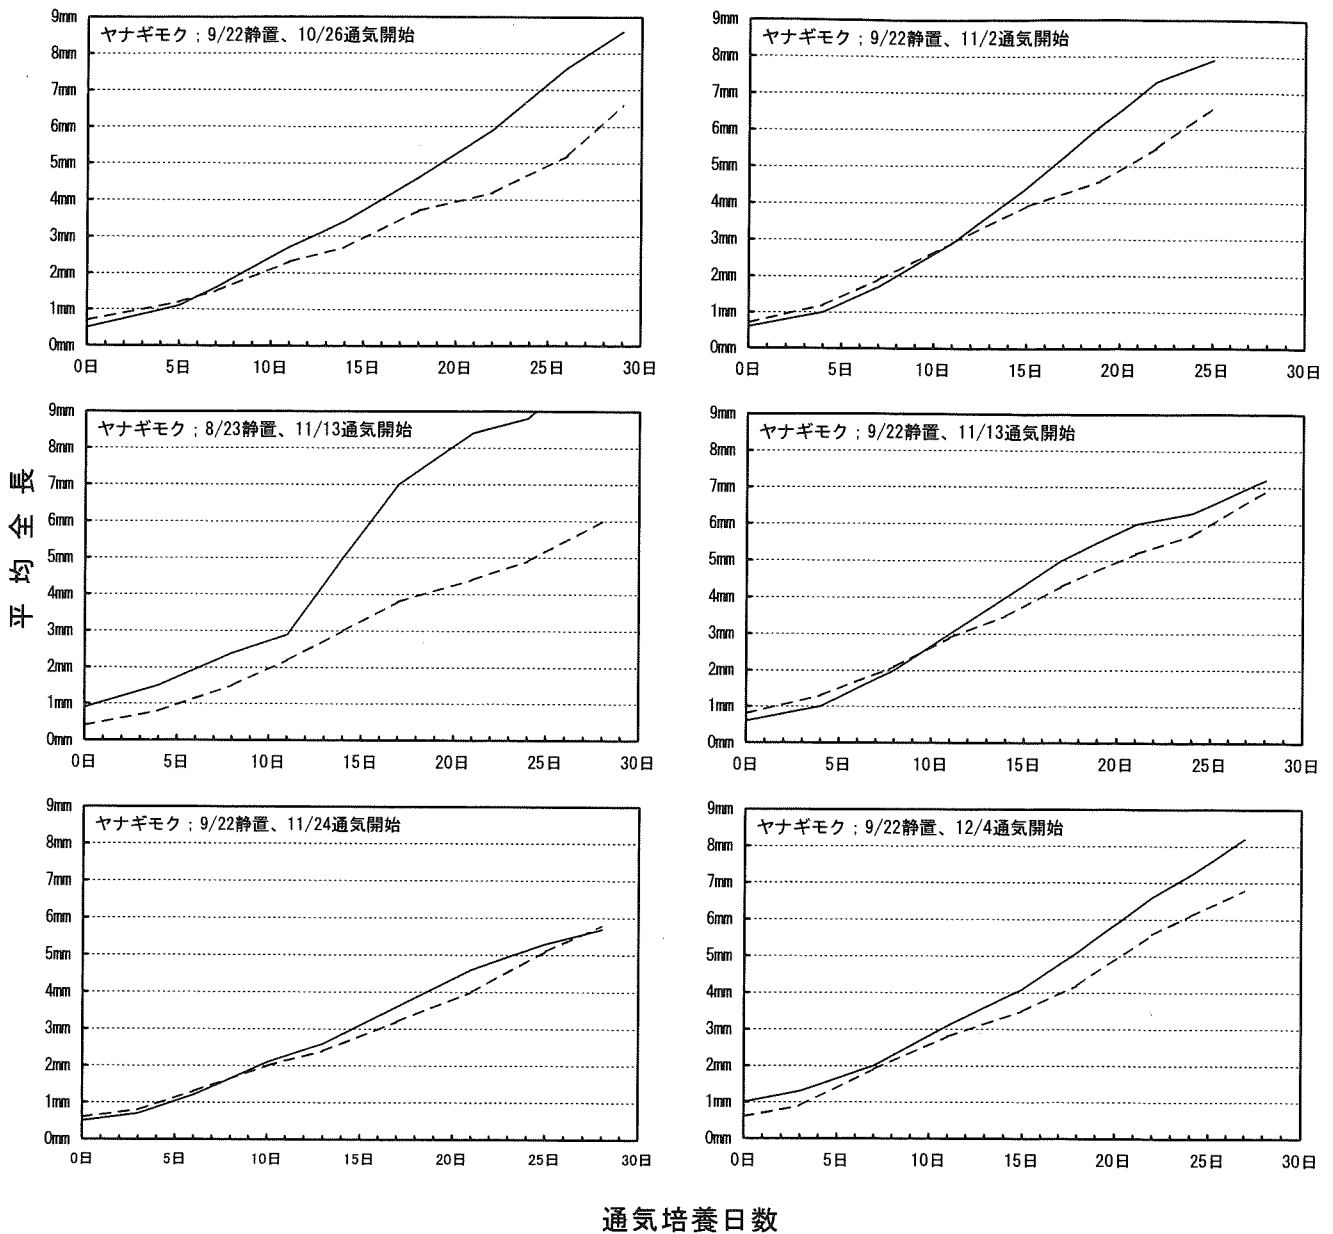 ヤナギモク；9/22静置、10/26通気開始
9mm
8mm
7mm
6mm
5mm
4mm
3mm
2mm
1mm
0mm
0日 5日 10日 15日 20日 25日 30日
ヤナギモク；9/22静置、11/2通気開始
9mm
8mm
7mm
6mm
5mm
4mm
3mm
2mm
1mm
0mm
0日 5日 10日 15日 20日 25日 30日
平均全長
ヤナギモク；8/23静置、11/13通気開始
9mm
8mm
7mm
6mm
5mm
4mm
3mm
2mm
1mm
0mm
0日 5日 10日 15日 20日 25日 30日
ヤナギモク；9/22静置、11/13通気開始
9mm
8mm
7mm
6mm
5mm
4mm
3mm
2mm
1mm
0mm
0日 5日 10日 15日 20日 25日 30日
ヤナギモク；9/22静置、11/24通気開始
9mm
8mm
7mm
6mm
5mm
4mm
3mm
2mm
1mm
0mm
0日 5日 10日 15日 20日 25日 30日
ヤナギモク；9/22静置、12/4通気開始
9mm
8mm
7mm
6mm
5mm
4mm
3mm
2mm
1mm
0mm
0日 5日 10日 15日 20日 25日 30日
通気培養日数